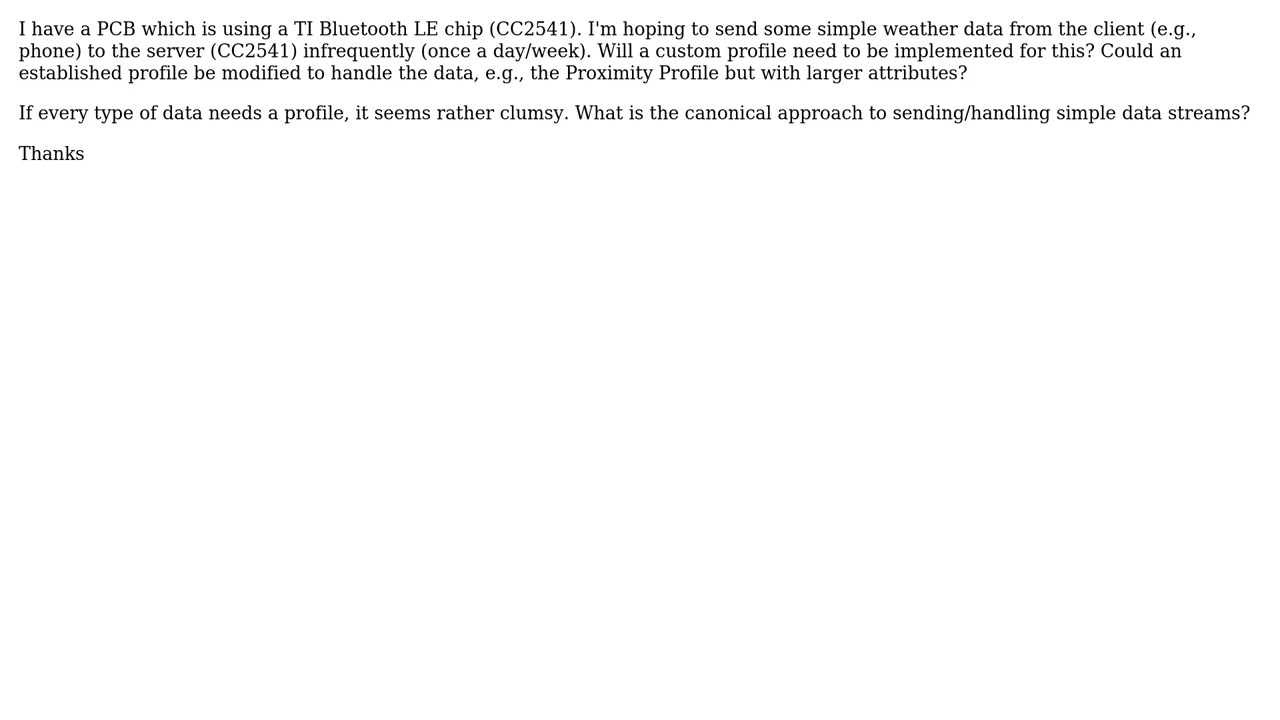 I have a PCB which is using a TI Bluetooth LE chip (CC2541). I'm hoping to send some simple weather data from the client (e.g.,
phone) to the server (CC2541) infrequently (once a day/week). Will a custom profile need to be implemented for this? Could an
established profile be modified to handle the data, e.g., the Proximity Profile but with larger attributes?
If every type of data needs a profile, it seems rather clumsy. What is the canonical approach to sending/handling simple data streams?
Thanks